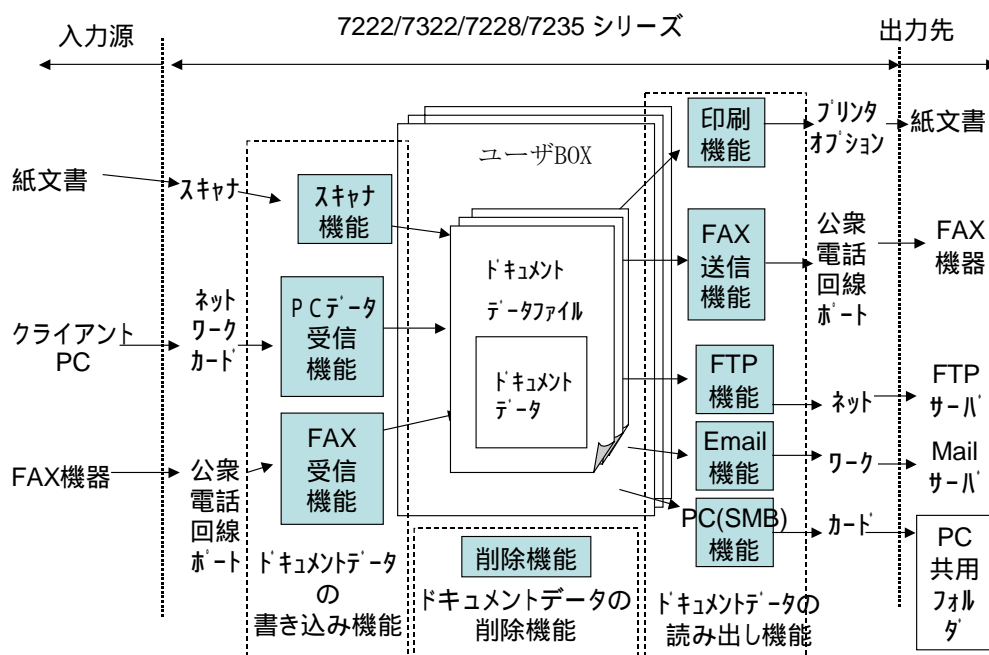 入力源
7222/7322/7228/7235 シリーズ
出力先
紙文書
スキャナ
スキャナ
機能
クライアント
PC
ネット
ワーク
カード
PCデータ
受信
機能
FAX機器
公衆
電話
回線
ポート
FAX
受信
機能
ドキュメントデータ
の
書き込み機能
ユーザBOX
ドキュメント
データファイル
ドキュメント
データ
削除機能
ドキュメントデータの
削除機能
印刷
機能
プリンタ
オプション
紙文書
FAX
送信
機能
公衆
電話
回線
ポート
FAX
機器
FTP
機能
ネット
FTP
サーバ
Email
機能
ワーク
Mail
サーバ
PC(SMB)
機能
カード
PC
共用
フォル
ダ
ドキュメントデータの
読み出し機能